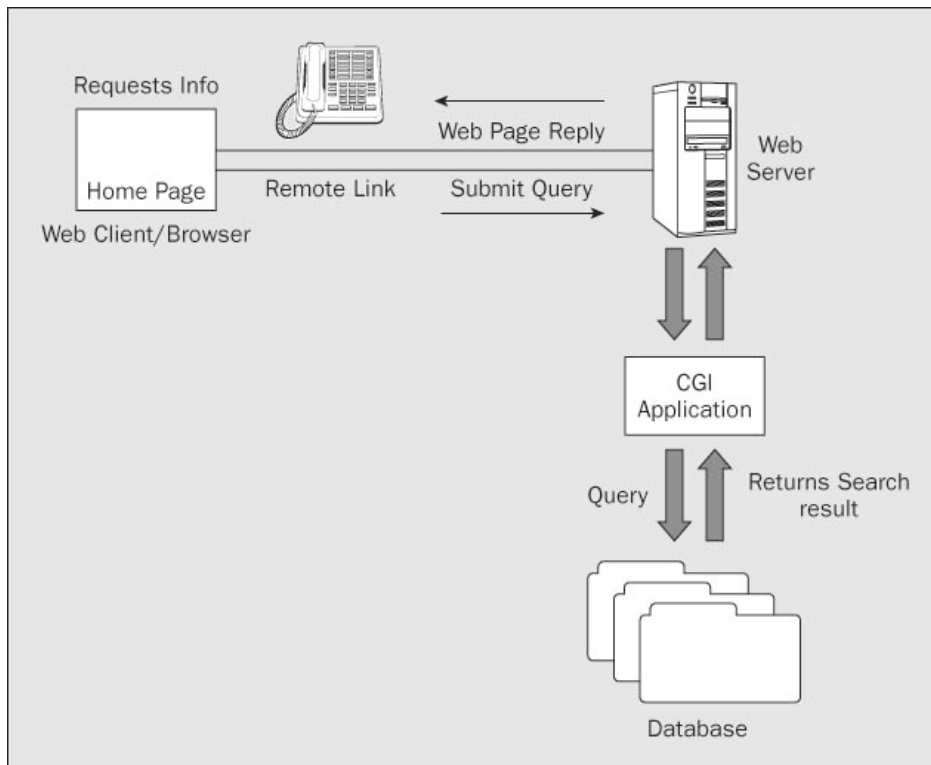 Requests Info
Home Page
Web Client/Browser
Remote Link
Web Page Reply
Submit Query
Web
Server
CGI
Application
Query
Returns Search
result
Database